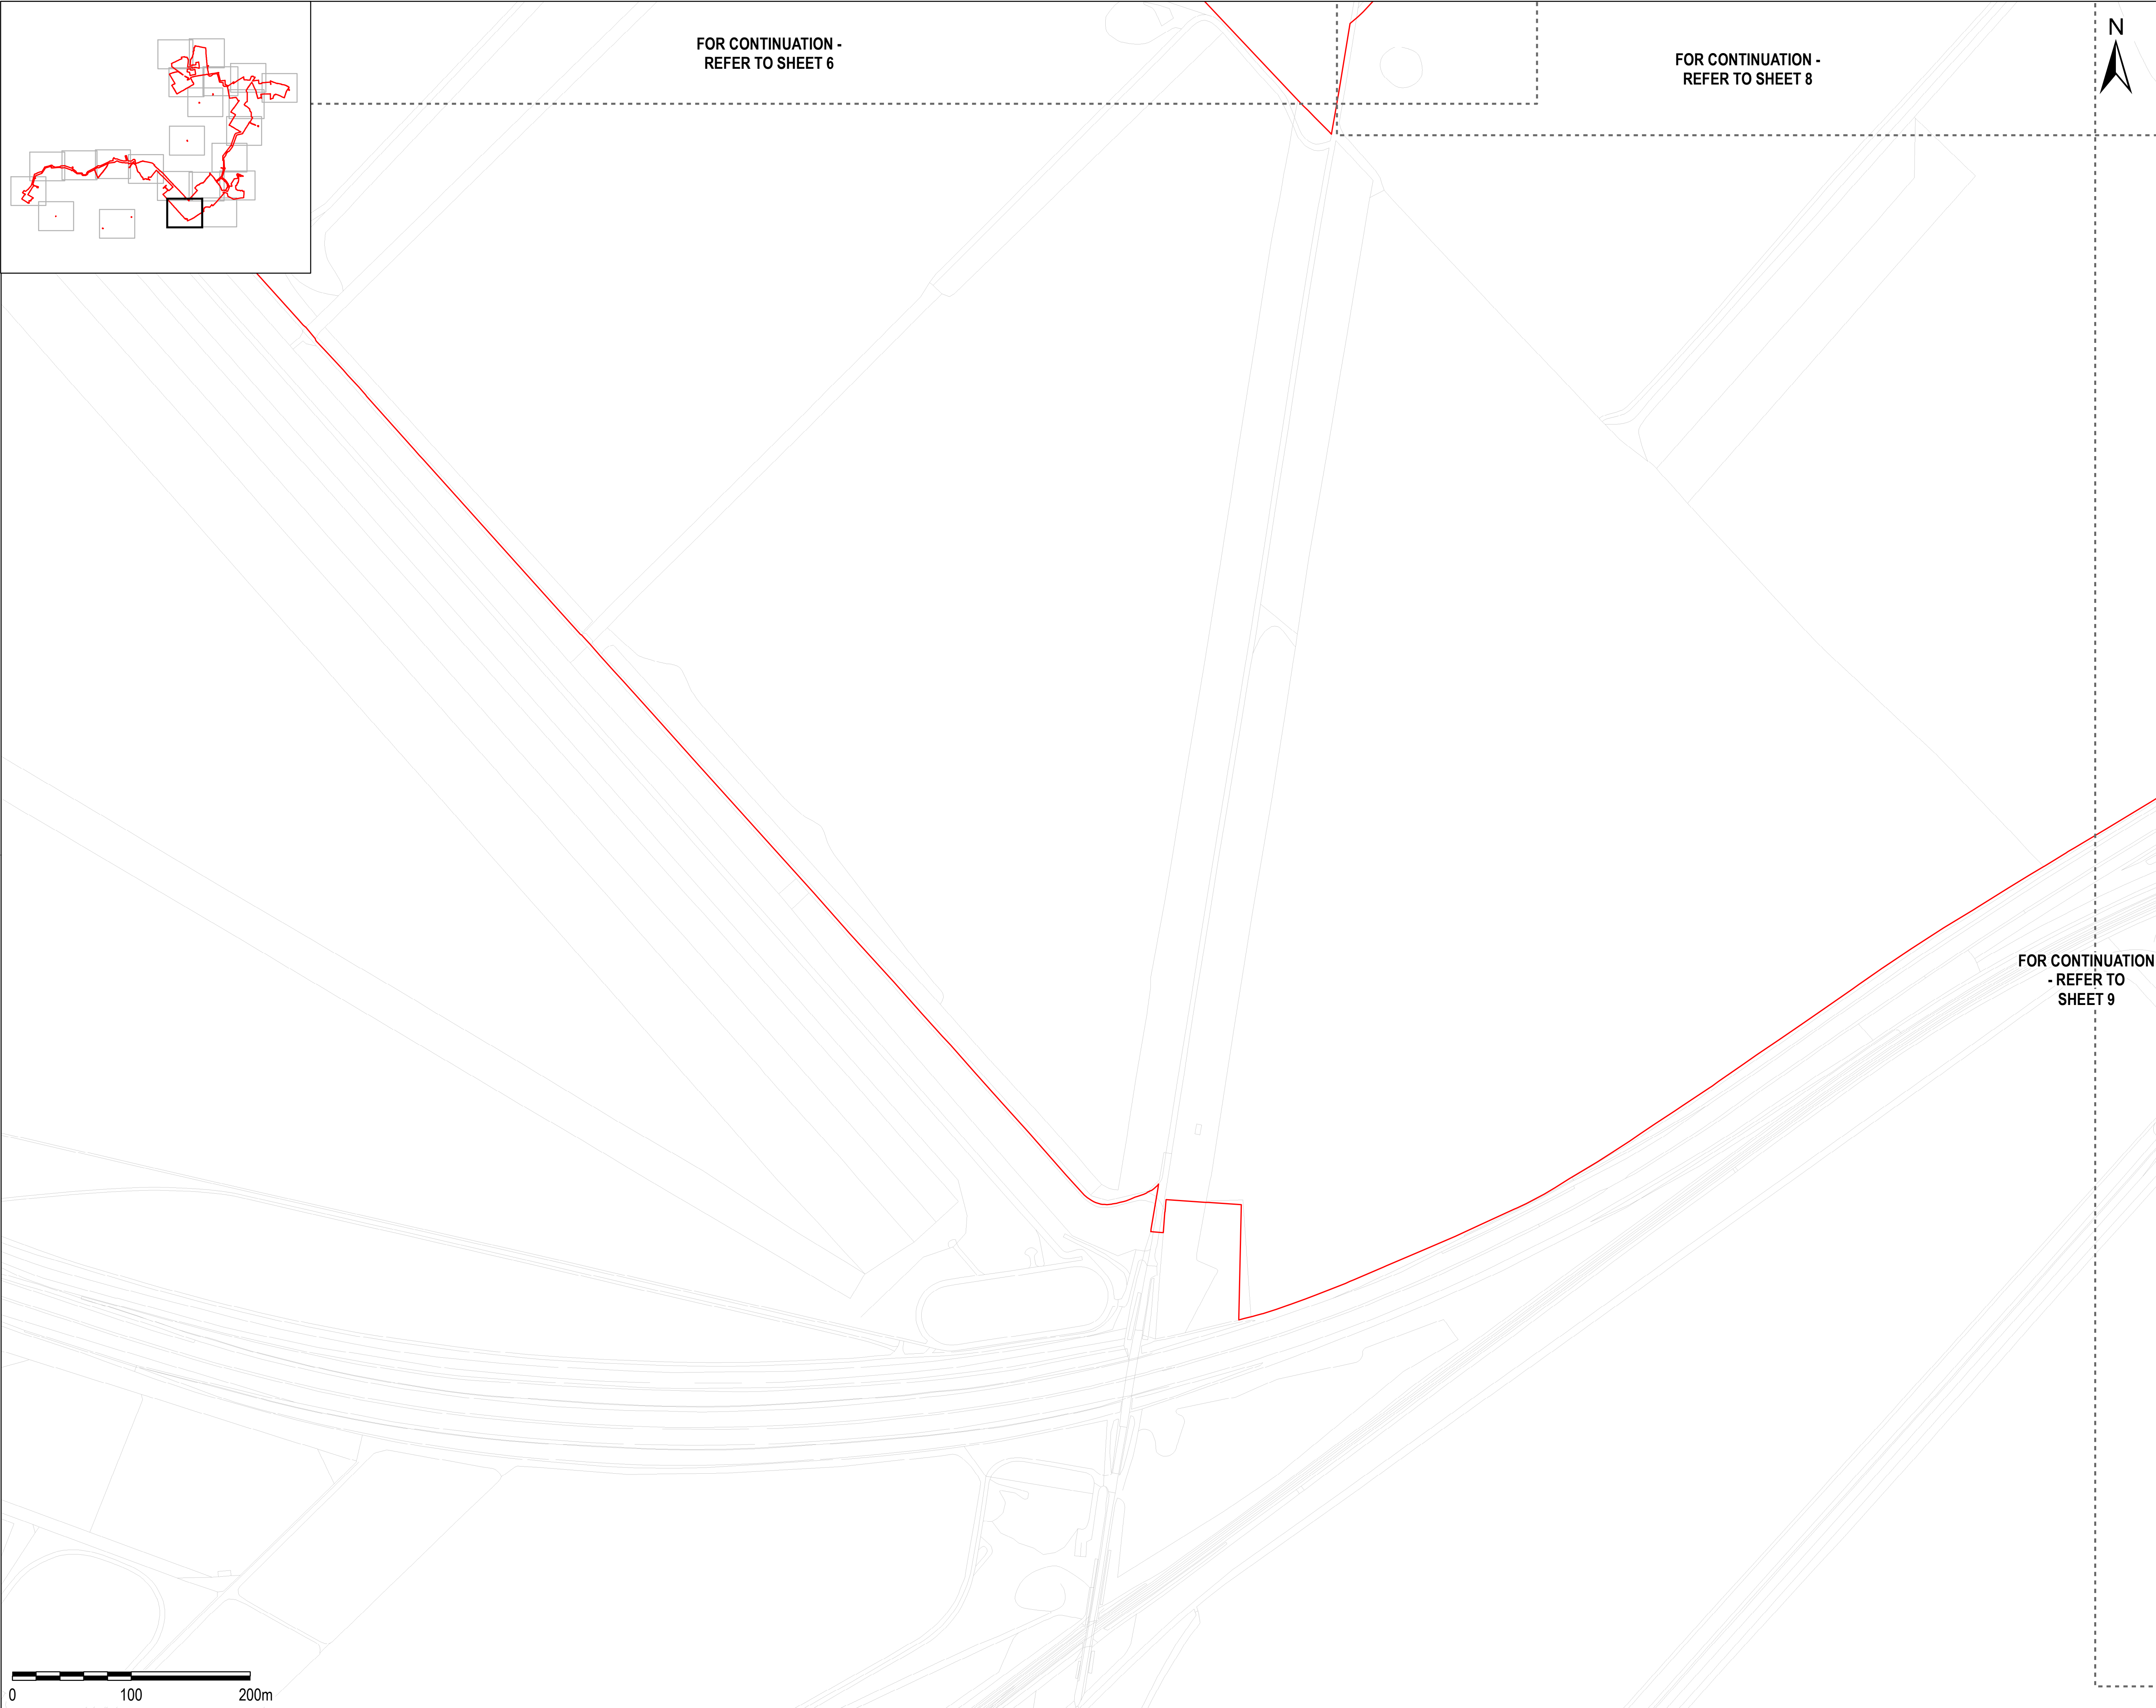 FOR CONTINUATION -
REFER TO SHEET 6
FOR CONTINUATION -
REFER TO SHEET 8
N
FOR CONTINUATION
- REFER TO
SHEET 9
0 100 200m